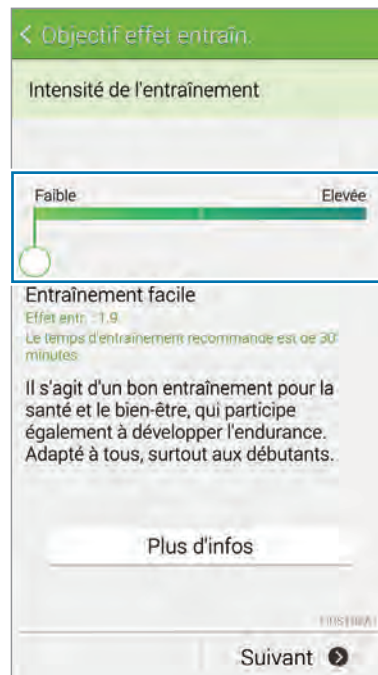 < Objectif effet entraîn.
Intensité de l'entraînement
Faible Elevée
Entraînement facile
Effet entr. : 1.9
Le temps d'entraînement recommandé est de 30
minutes
Il s'agit d'un bon entraînement pour la
santé et le bien-être, qui participe
également à développer l'endurance.
Adapté à tous, surtout aux débutants.
Plus d'infos
Suivant